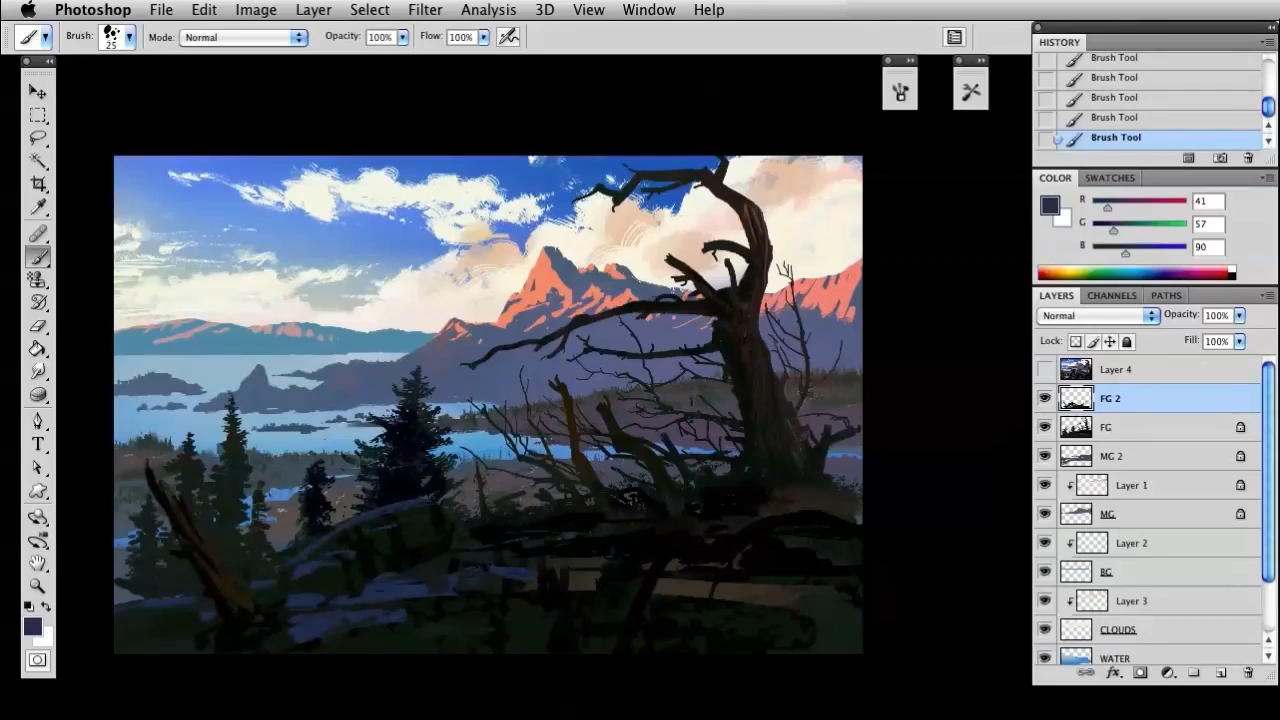 Photoshop File Edit Image Layer Select Filter Analysis 3D View Window Help
Brush: 25 Mode: Normal Opacity: 100% Flow: 100%
HISTORY
Brush Tool
Brush Tool
Brush Tool
Brush Tool
Brush Tool
COLOR SWATCHES
R 41
G 57
B 90
LAYERS CHANNELS PATHS
Normal Opacity: 100%
Lock: Fill: 100%
Layer 4
FG 2
FG
MG 2
Layer 1
MG
Layer 2
BG
Layer 3
CLOUDS
WATER
T
fx